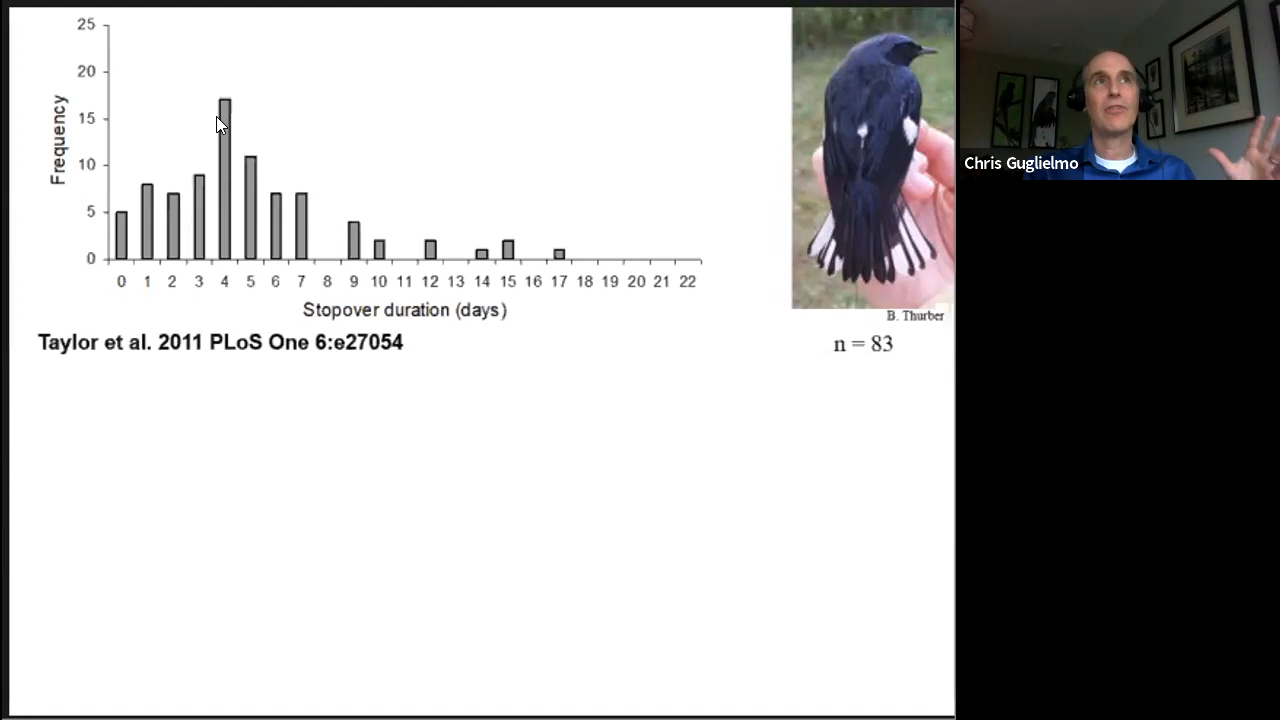 25
20
15
10
5
0
Frequency
0 1 2 3 4 5 6 7 8 9 10 11 12 13 14 15 16 17 18 19 20 21 22
Stopover duration (days)
B. Thurber
Taylor et al. 2011 PLoS One 6:e27054
n = 83
Chris Guglielmo